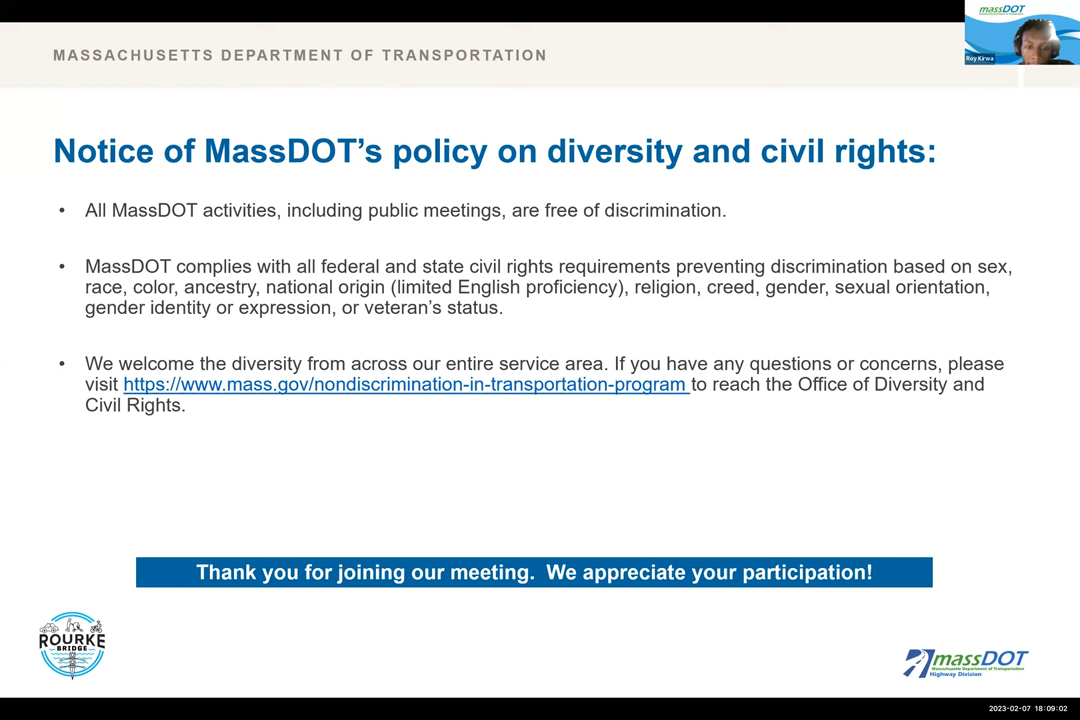 massDOT
Roy Kirwa
MASSACHUSETTS DEPARTMENT OF TRANSPORTATION
Notice of MassDOT’s policy on diversity and civil rights:
• All MassDOT activities, including public meetings, are free of discrimination.
• MassDOT complies with all federal and state civil rights requirements preventing discrimination based on sex,
race, color, ancestry, national origin (limited English proficiency), religion, creed, gender, sexual orientation,
gender identity or expression, or veteran’s status.
• We welcome the diversity from across our entire service area. If you have any questions or concerns, please
visit https://www.mass.gov/nondiscrimination-in-transportation-program to reach the Office of Diversity and
Civil Rights.
Thank you for joining our meeting.  We appreciate your participation!
ROURKE
BRIDGE
massDOT
Massachusetts Department of Transportation
Highway Division
2023-02-07 18:09:02